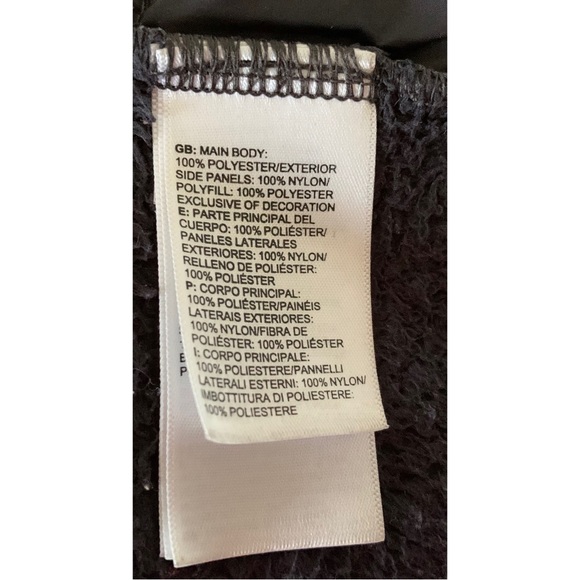 GB: MAIN BODY:
100% POLYESTER/EXTERIOR
SIDE PANELS: 100% NYLON/
POLYFILL: 100% POLYESTER
EXCLUSIVE OF DECORATION
E: PARTE PRINCIPAL DEL
CUERPO: 100% POLIÉSTER/
PANELES LATERALES
EXTERIORES: 100% NYLON/
RELLENO DE POLIÉSTER:
100% POLIÉSTER
P: CORPO PRINCIPAL:
100% POLIÉSTER/PAINÉIS
LATERAIS EXTERIORES:
100% NYLON/FIBRA DE
POLIÉSTER: 100% POLIÉSTER
I: CORPO PRINCIPALE:
100% POLIESTERE/PANNELLI
LATERALI ESTERNI: 100% NYLON/
IMBOTTITURA DI POLIESTERE:
100% POLIESTERE